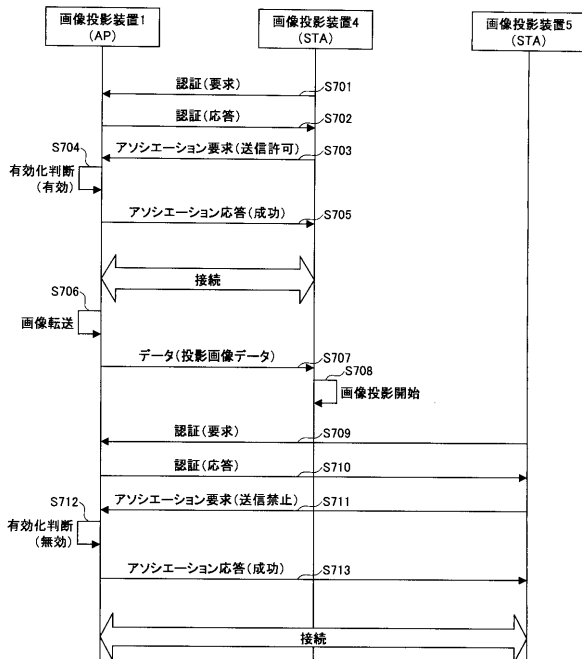 画像投影装置1
(AP)
画像投影装置4
(STA)
画像投影装置5
(STA)
認証(要求)
S701
認証(応答)
S702
S704
アソシエーション要求(送信許可)
S703
有効化判断
(有効)
アソシエーション応答(成功)
S705
接続
S706
画像転送
データ(投影画像データ)
S707
S708
画像投影開始
認証(要求)
S709
認証(応答)
S710
S712
アソシエーション要求(送信禁止)
S711
有効化判断
(無効)
アソシエーション応答(成功)
S713
接続